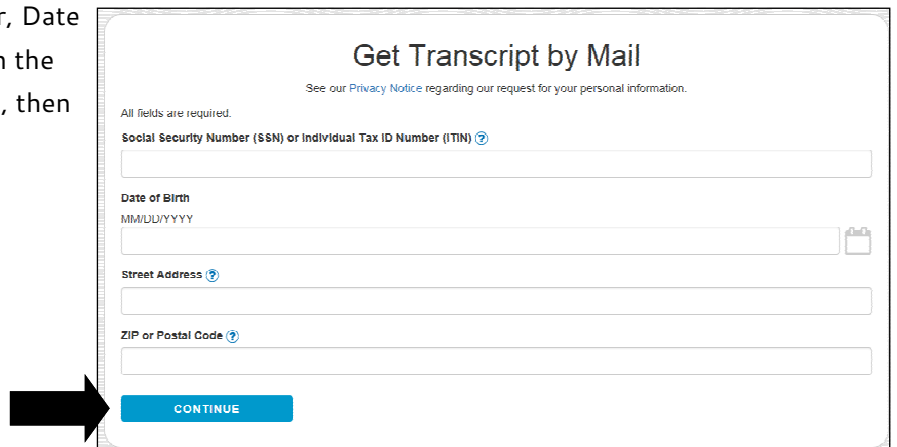 r, Date
n the
, then
Get Transcript by Mail
See our Privacy Notice regarding our request for your personal information.
All fields are required.
Social Security Number (SSN) or Individual Tax ID Number (ITIN) ?
Date of Birth
MM/DD/YYYY
Street Address ?
ZIP or Postal Code ?
CONTINUE